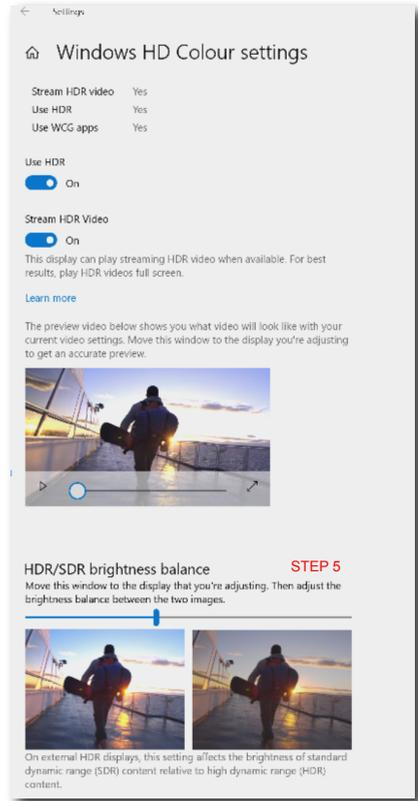 Settings
Windows HD Colour settings
Stream HDR video Yes
Use HDR Yes
Use WCG apps Yes
Use HDR
On
Stream HDR Video
On
This display can play streaming HDR video when available. For best
results, play HDR videos full screen.
Learn more
The preview video below shows you what video will look like with your
current video settings. Move this window to the display you're adjusting
to get an accurate preview.
HDR/SDR brightness balance STEP 5
Move this window to the display that you're adjusting. Then adjust the
brightness balance between the two images.
On external HDR displays, this setting affects the brightness of standard
dynamic range (SDR) content relative to high dynamic range (HDR)
content.